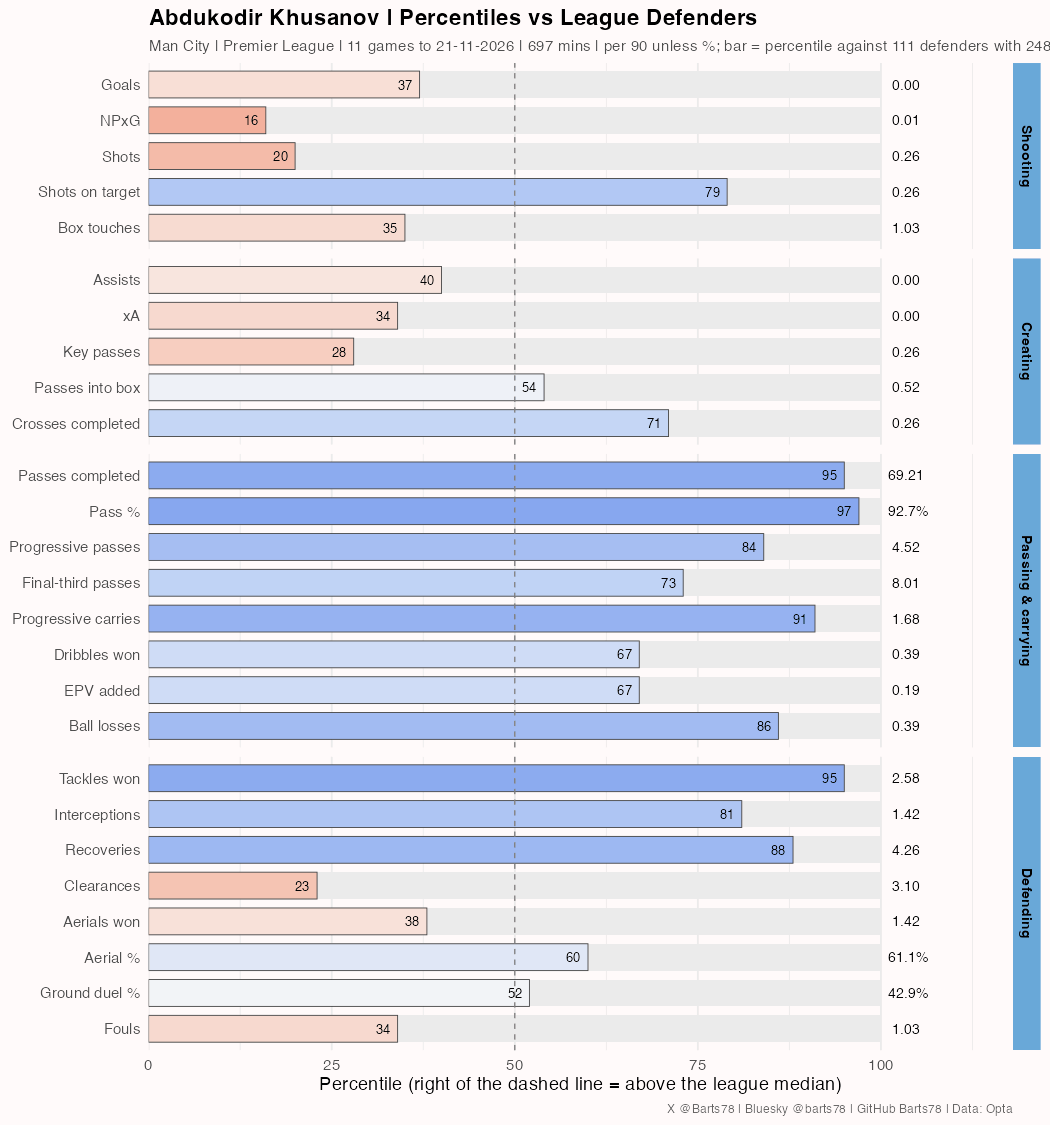 Abdukodir Khusanov | Percentiles vs League Defenders
Man City | Premier League | 11 games to 21-11-2026 | 697 mins | per 90 unless %; bar = percentile against 111 defenders with 248
Goals 37 0.00
NPxG 16 0.01
Shots 20 0.26
Shots on target 79 0.26
Box touches 35 1.03
Shooting
Assists 40 0.00
xA 34 0.00
Key passes 28 0.26
Passes into box 54 0.52
Crosses completed 71 0.26
Creating
Passes completed 95 69.21
Pass % 97 92.7%
Progressive passes 84 4.52
Final-third passes 73 8.01
Progressive carries 91 1.68
Dribbles won 67 0.39
EPV added 67 0.19
Ball losses 86 0.39
Passing & carrying
Tackles won 95 2.58
Interceptions 81 1.42
Recoveries 88 4.26
Clearances 23 3.10
Aerials won 38 1.42
Aerial % 60 61.1%
Ground duel % 52 42.9%
Fouls 34 1.03
Defending
0 25 50 75 100
Percentile (right of the dashed line = above the league median)
X @Barts78 | Bluesky @barts78 | GitHub Barts78 | Data: Opta